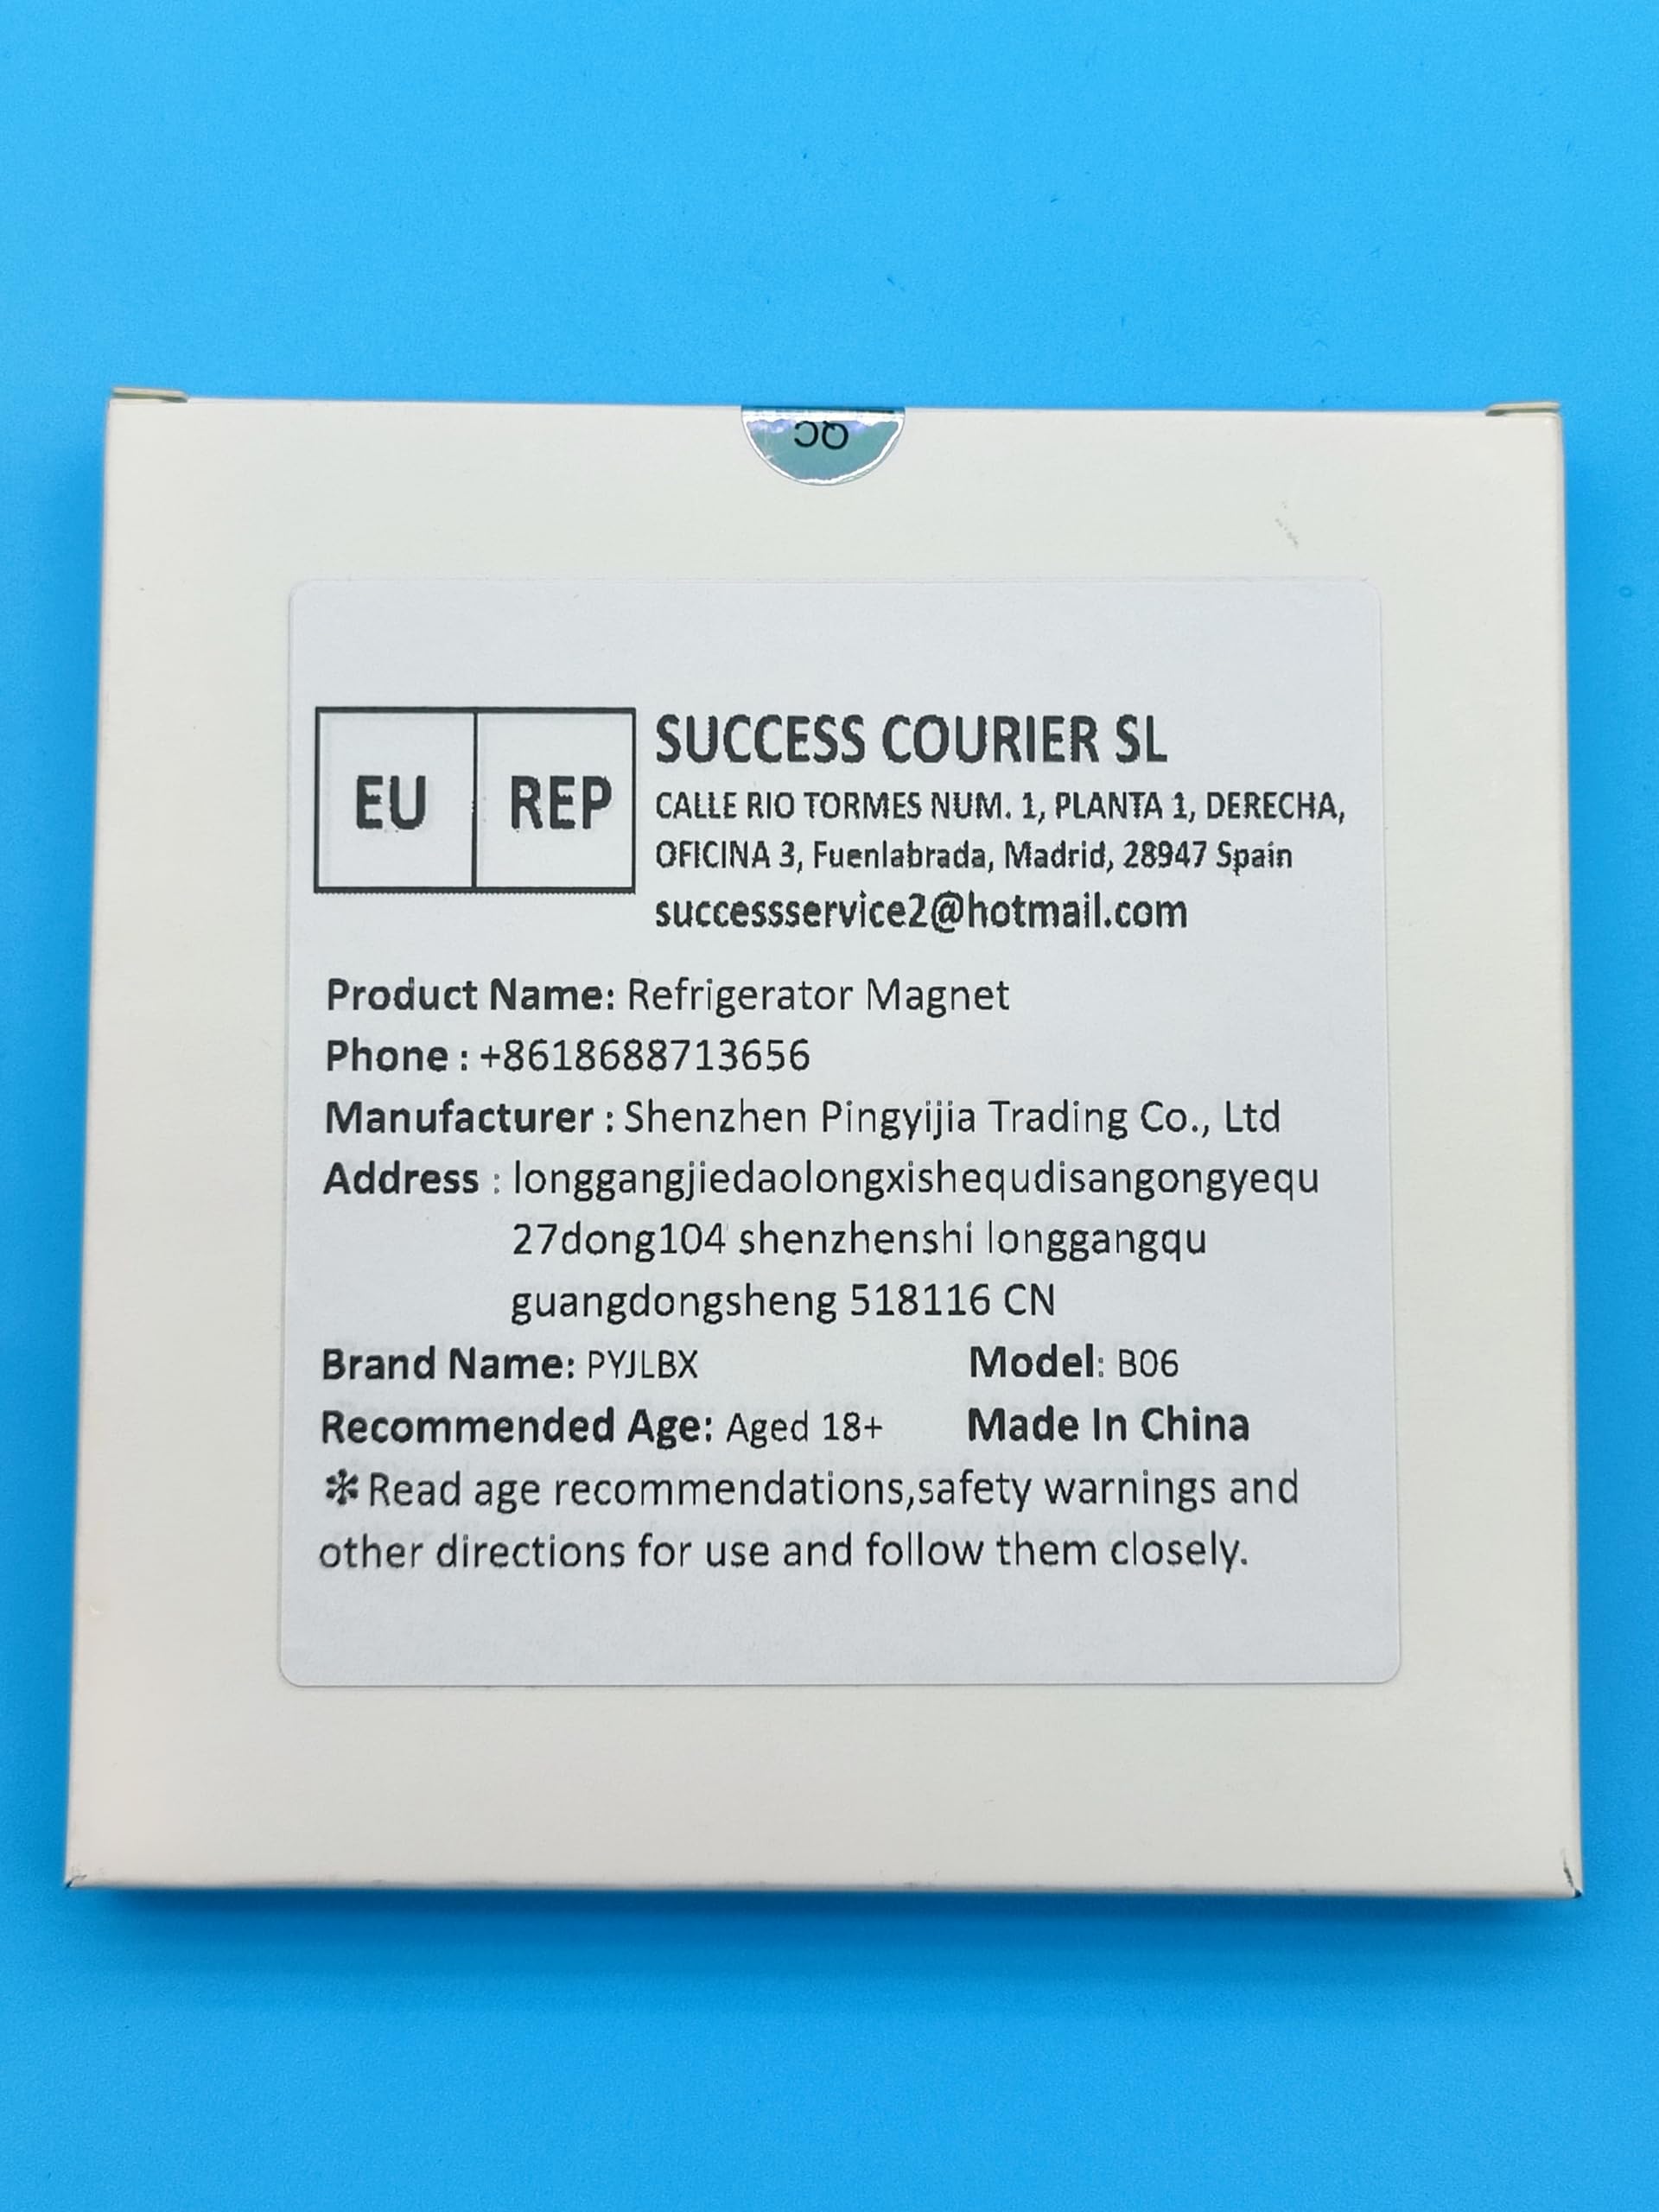 QC
EU REP
SUCCESS COURIER SL
CALLE RIO TORMES NUM. 1, PLANTA 1, DERECHA,
OFICINA 3, Fuenlabrada, Madrid, 28947 Spain
successservice2@hotmail.com
Product Name: Refrigerator Magnet
Phone : +8618688713656
Manufacturer : Shenzhen Pingyijia Trading Co., Ltd
Address : longgangjiedaolongxishequdisangongyequ
27dong104 shenzhenshi longgangqu
guangdongsheng 518116 CN
Brand Name: PYJLBX Model: B06
Recommended Age: Aged 18+ Made In China
✻Read age recommendations,safety warnings and
other directions for use and follow them closely.